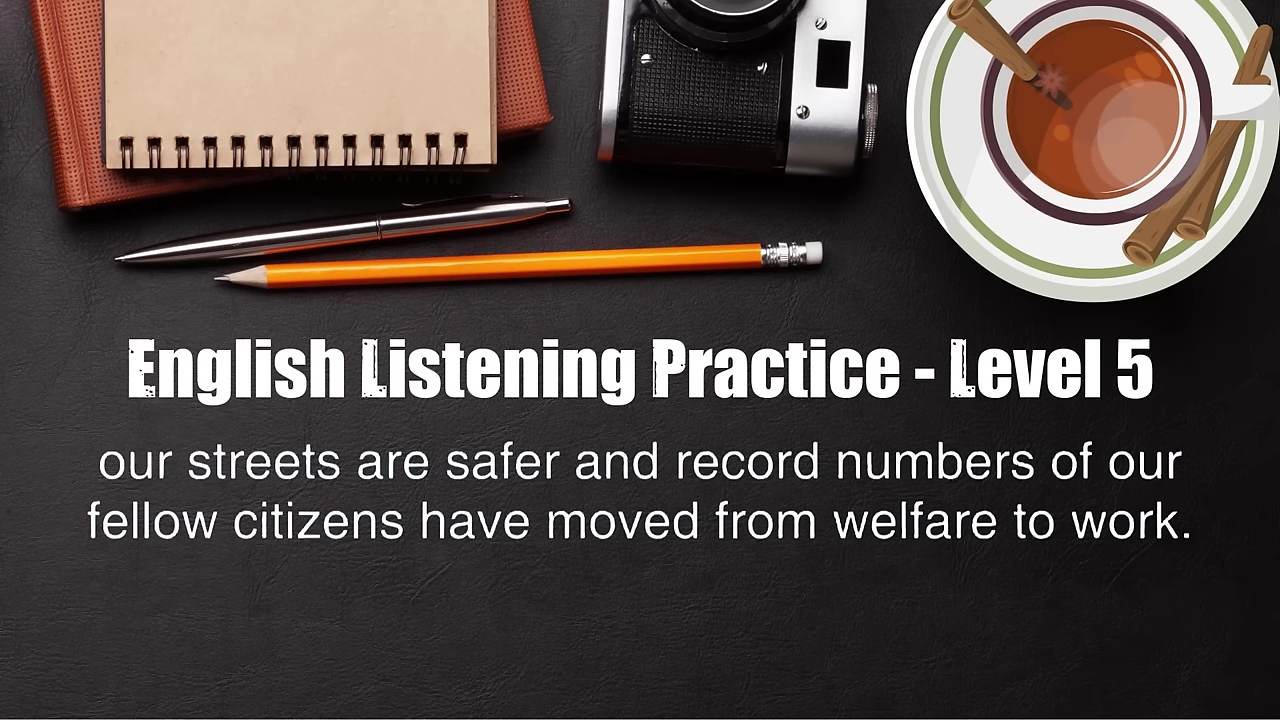 English Listening Practice - Level 5
our streets are safer and record numbers of our
fellow citizens have moved from welfare to work.